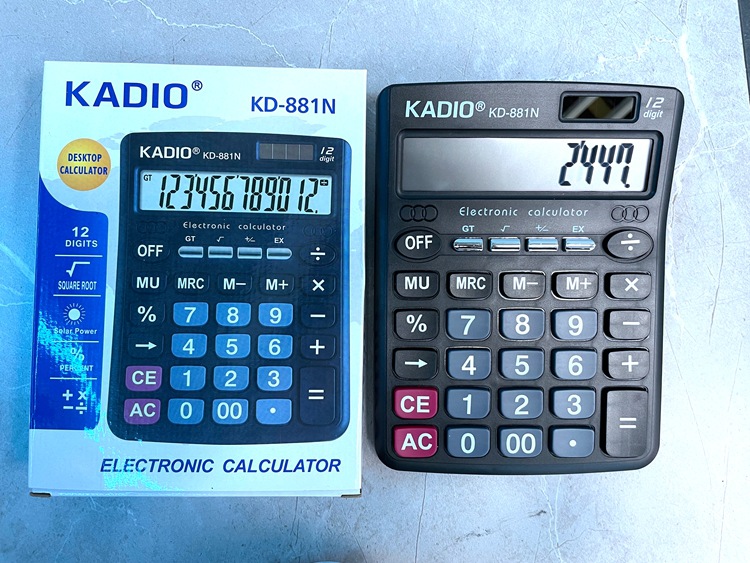 KADIO®
KD-881N
DESKTOP
CALCULATOR
12
DIGITS
√
SQUARE ROOT
Solar Power
%
PERCENT
+ ×
− ÷
KADIO® KD-881N
12
digit
GT
123456789012.
Electronic calculator
GT √ +/− EX
OFF ÷
MU MRC M− M+ ×
% 7 8 9 −
→ 4 5 6 +
CE 1 2 3 =
AC 0 00 •
ELECTRONIC CALCULATOR
KADIO® KD-881N
12
digit
2447.
Electronic calculator
GT √ +/− EX
OFF ÷
MU MRC M− M+ ×
% 7 8 9 −
→ 4 5 6 +
CE 1 2 3 =
AC 0 00 •